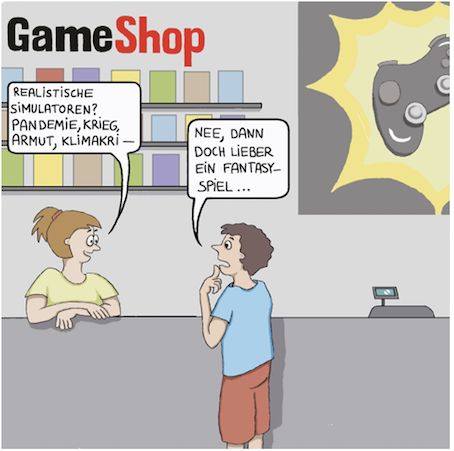 GameShop
REALISTISCHE
SIMULATOREN?
PANDEMIE, KRIEG,
ARMUT, KLIMAKRI –
NEE, DANN
DOCH LIEBER
EIN FANTASY-
SPIEL ...